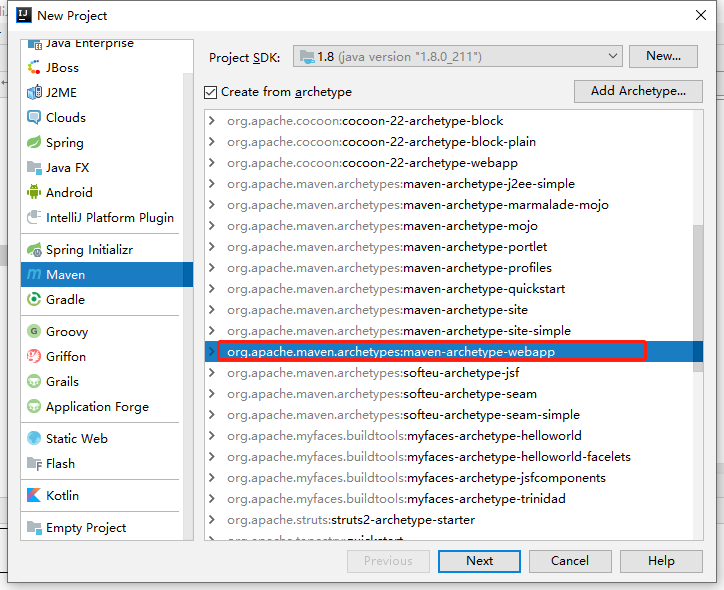 New Project
Java Enterprise
JBoss
J2ME
Clouds
Spring
Java FX
Android
IntelliJ Platform Plugin
Spring Initializr
Maven
Gradle
Groovy
Griffon
Grails
Application Forge
Static Web
Flash
Kotlin
Empty Project
Project SDK:
1.8 (java version "1.8.0_211")
New...
Create from archetype
Add Archetype...
org.apache.cocoon:cocoon-22-archetype-block
org.apache.cocoon:cocoon-22-archetype-block-plain
org.apache.cocoon:cocoon-22-archetype-webapp
org.apache.maven.archetypes:maven-archetype-j2ee-simple
org.apache.maven.archetypes:maven-archetype-marmalade-mojo
org.apache.maven.archetypes:maven-archetype-mojo
org.apache.maven.archetypes:maven-archetype-portlet
org.apache.maven.archetypes:maven-archetype-profiles
org.apache.maven.archetypes:maven-archetype-quickstart
org.apache.maven.archetypes:maven-archetype-site
org.apache.maven.archetypes:maven-archetype-site-simple
org.apache.maven.archetypes:maven-archetype-webapp
org.apache.maven.archetypes:softeu-archetype-jsf
org.apache.maven.archetypes:softeu-archetype-seam
org.apache.maven.archetypes:softeu-archetype-seam-simple
org.apache.myfaces.buildtools:myfaces-archetype-helloworld
org.apache.myfaces.buildtools:myfaces-archetype-helloworld-facelets
org.apache.myfaces.buildtools:myfaces-archetype-jsfcomponents
org.apache.myfaces.buildtools:myfaces-archetype-trinidad
org.apache.struts:struts2-archetype-starter
org.apache.tapestry:quickstart
Previous
Next
Cancel
Help